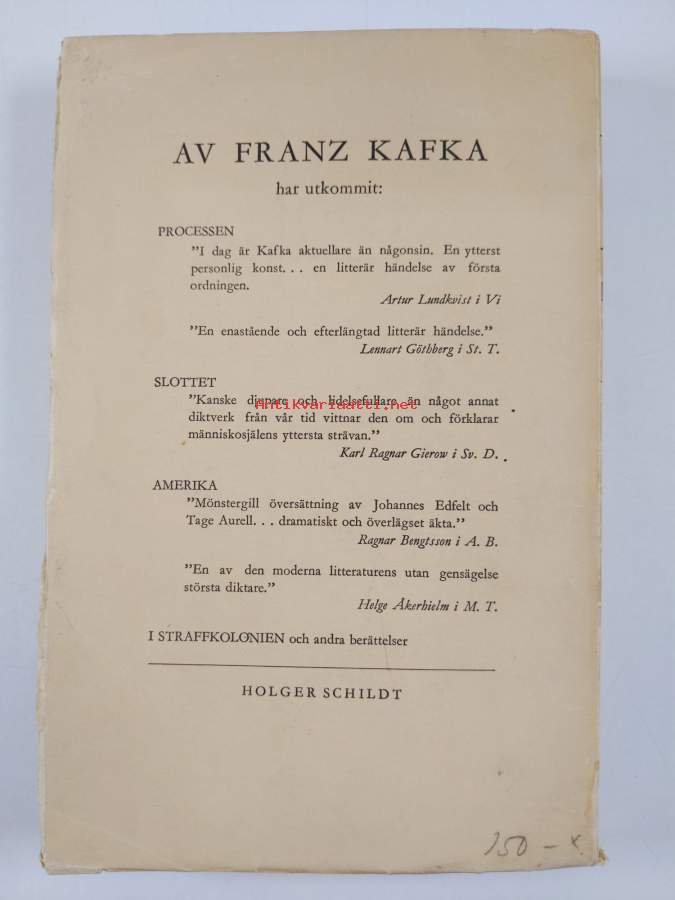 AV FRANZ KAFKA
har utkommit:
PROCESSEN
"I dag är Kafka aktuellare än någonsin. En ytterst
personlig konst. . . en litterär händelse av första
ordningen.
Artur Lundkvist i Vi
"En enastående och efterlängtad litterär händelse."
Lennart Göthberg i St. T.
SLOTTET
"Kanske djupare och lidelsefullare än något annat
Antikvariaatti.net
diktverk från vår tid vittnar den om och förklarar
människosjälens yttersta strävan."
Karl Ragnar Gierow i Sv. D.
AMERIKA
"Mönstergill översättning av Johannes Edfelt och
Tage Aurell. . . dramatiskt och överlägset äkta."
Ragnar Bengtsson i A. B.
"En av den moderna litteraturens utan gensägelse
största diktare."
Helge Åkerhielm i M. T.
I STRAFFKOLONIEN och andra berättelser
HOLGER SCHILDT
150 – x